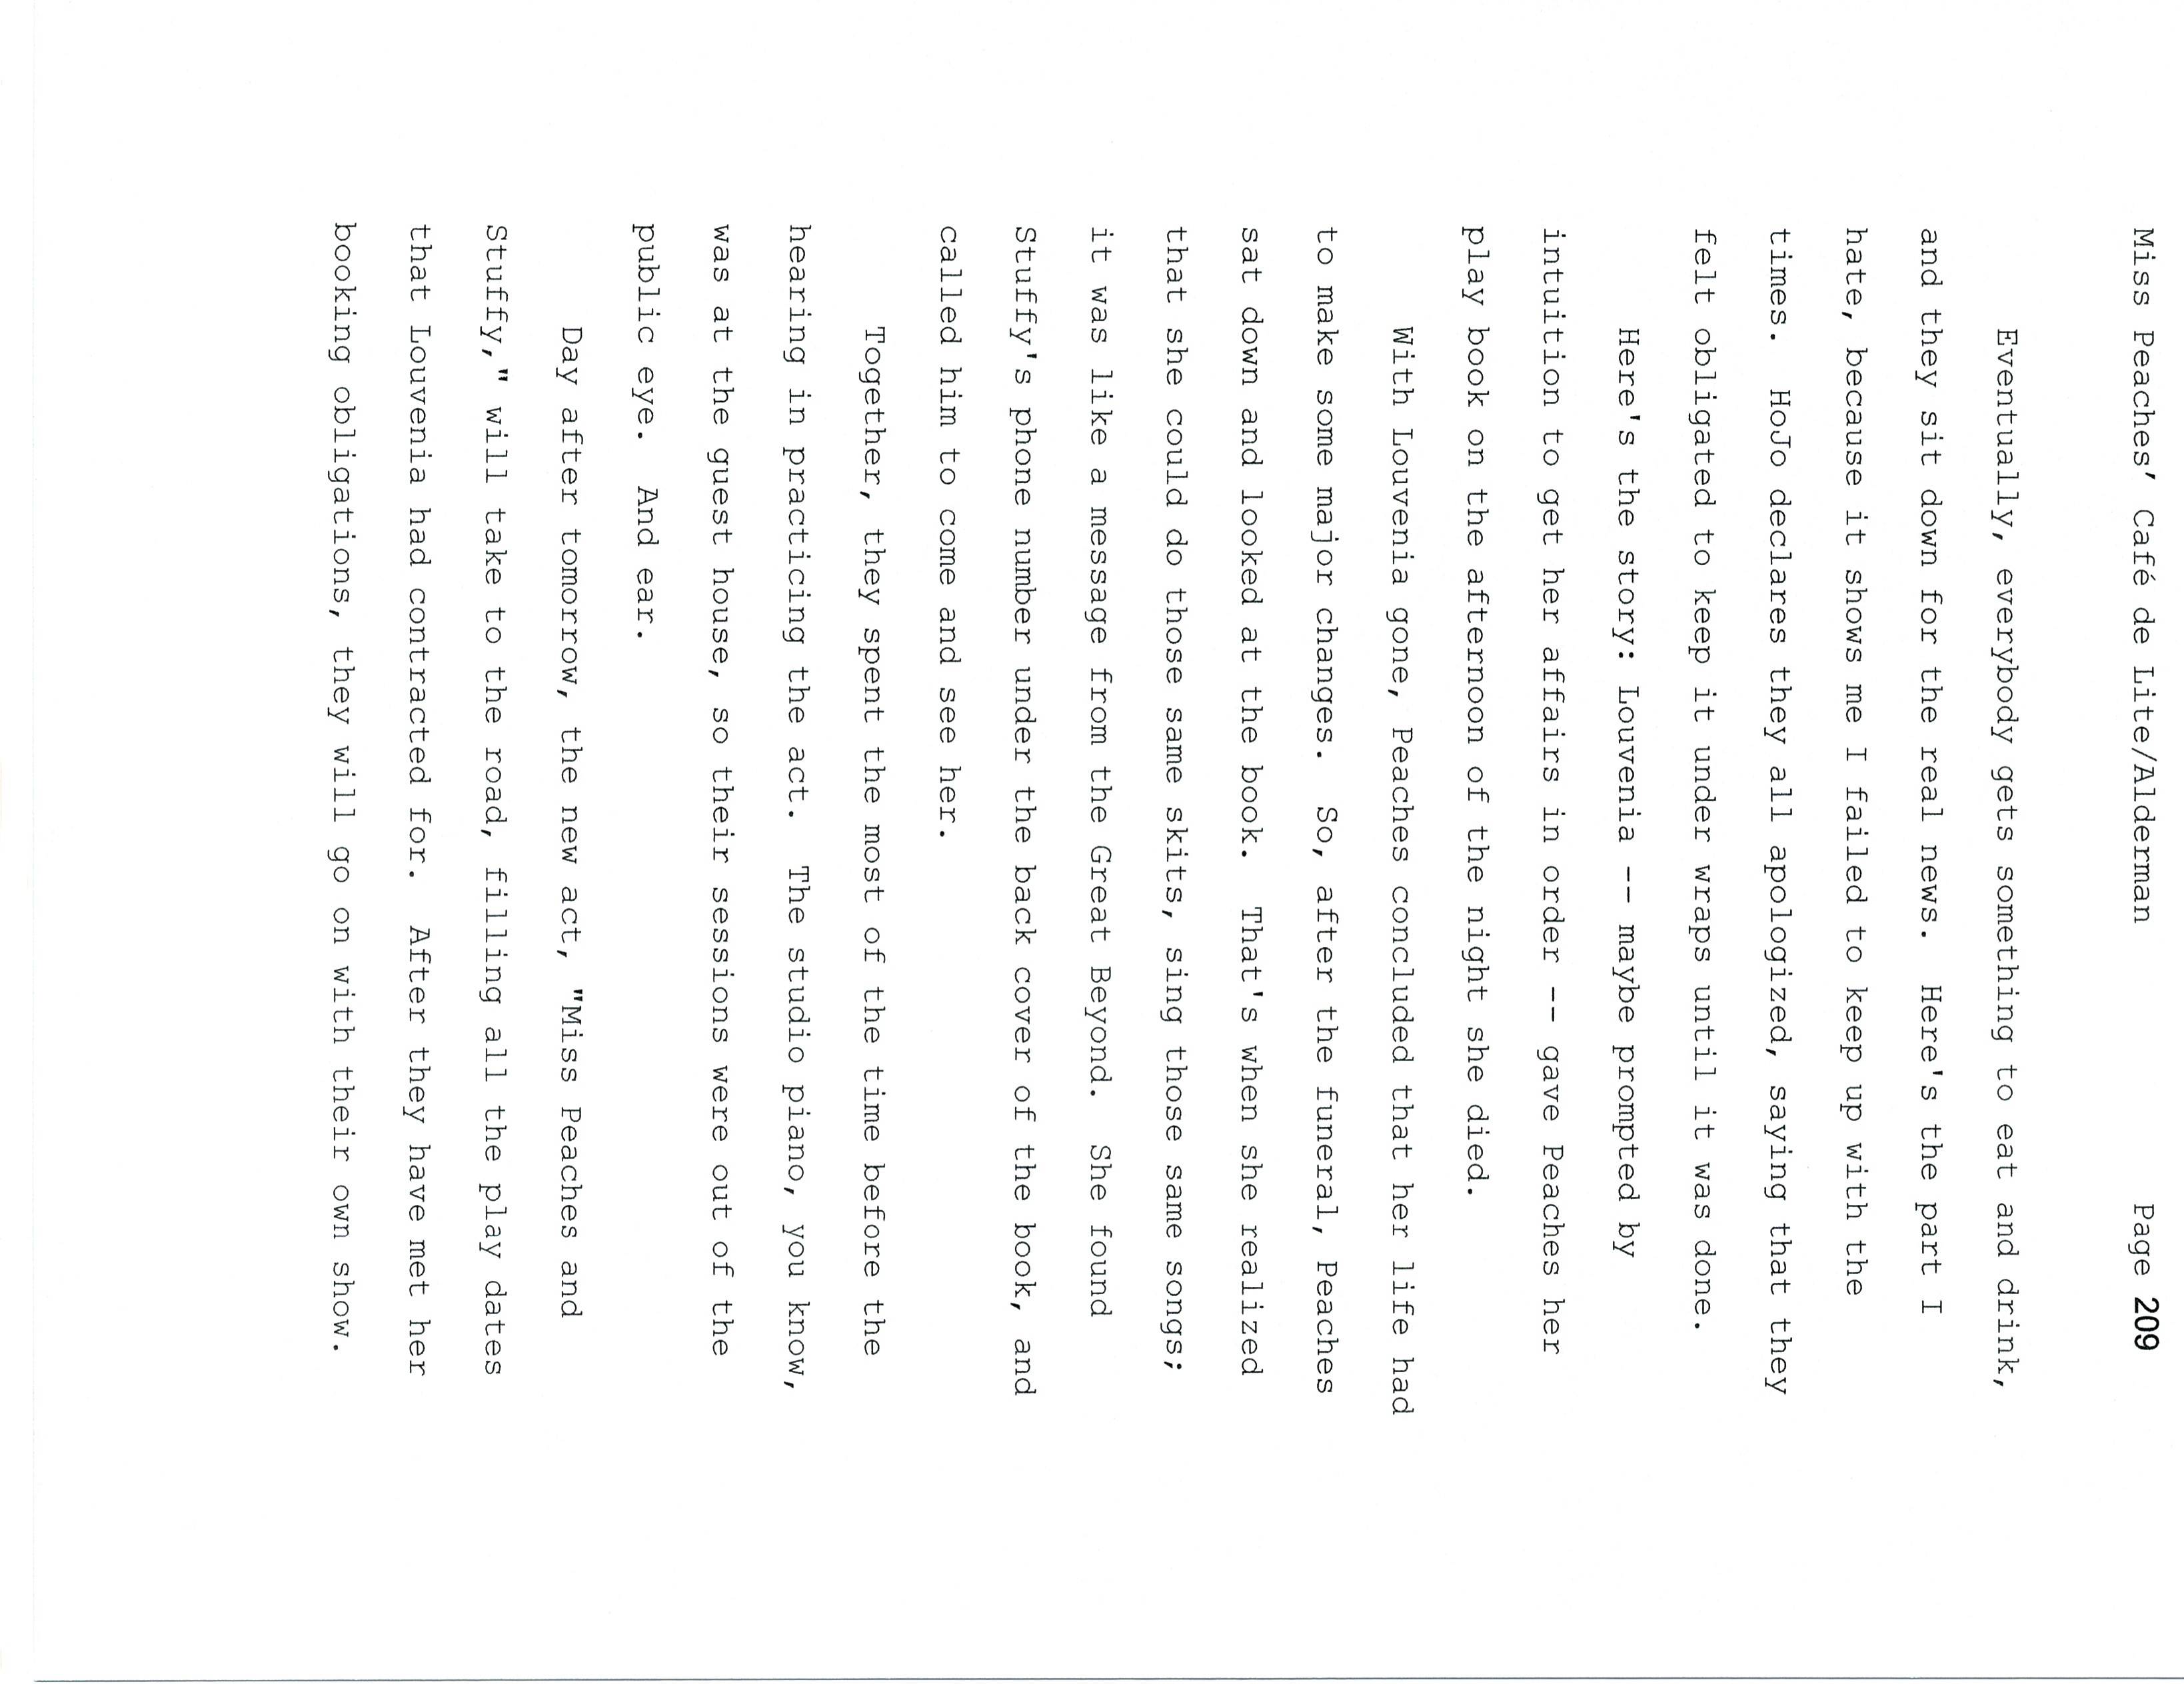 Miss Peaches’ Café de Lite/Alderman Page 209
Eventually, everybody gets something to eat and drink,
and they sit down for the real news. Here's the part I
hate, because it shows me I failed to keep up with the
times. HoJo declares they all apologized, saying that they
felt obligated to keep it under wraps until it was done.
Here's the story: Louvenia -- maybe prompted by
intuition to get her affairs in order -- gave Peaches her
play book on the afternoon of the night she died.
With Louvenia gone, Peaches concluded that her life had
to make some major changes. So, after the funeral, Peaches
sat down and looked at the book. That's when she realized
that she could do those same skits, sing those same songs;
it was like a message from the Great Beyond. She found
Stuffy's phone number under the back cover of the book, and
called him to come and see her.
Together, they spent the most of the time before the
hearing in practicing the act. The studio piano, you know,
was at the guest house, so their sessions were out of the
public eye. And ear.
Day after tomorrow, the new act, "Miss Peaches and
Stuffy," will take to the road, filling all the play dates
that Louvenia had contracted for. After they have met her
booking obligations, they will go on with their own show.